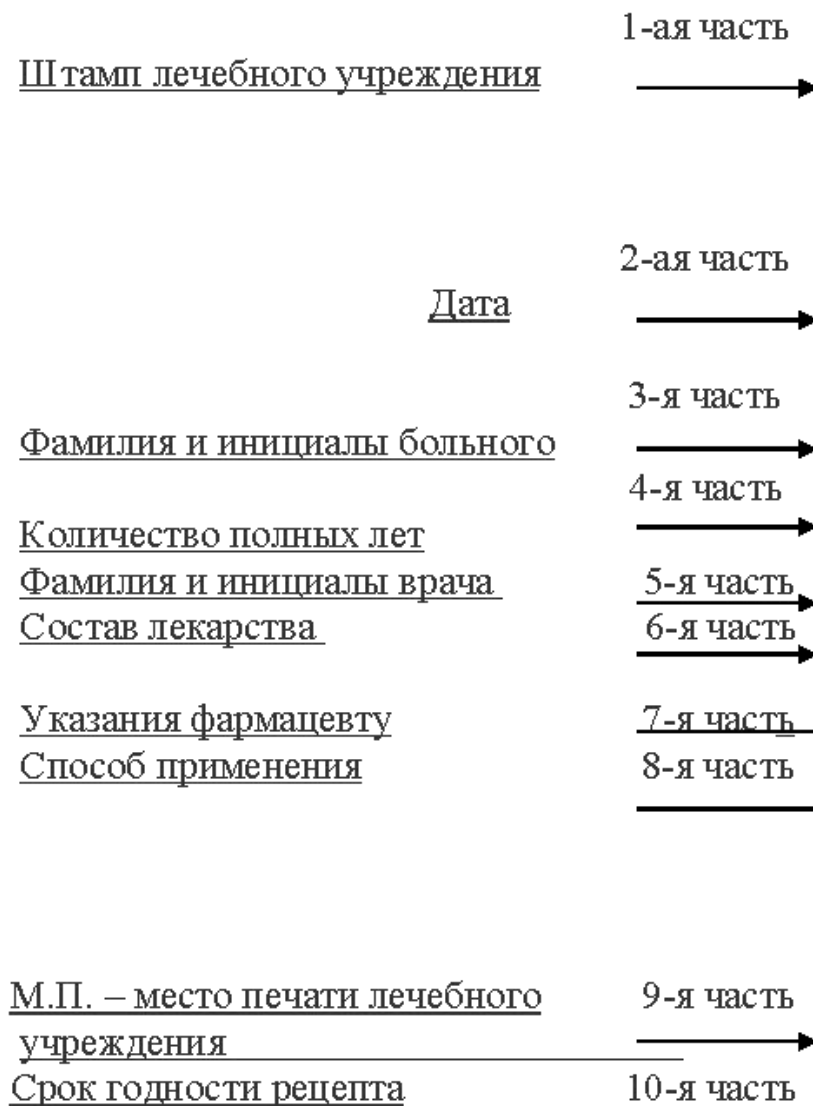 1-ая часть
Штамп лечебного учреждения
2-ая часть
Дата
3-я часть
Фамилия и инициалы больного
4-я часть
Количество полных лет
Фамилия и инициалы врача 5-я часть
Состав лекарства 6-я часть
Указания фармацевту 7-я часть
Способ применения 8-я часть
М.П. – место печати лечебного 9-я часть
учреждения
Срок годности рецепта 10-я часть